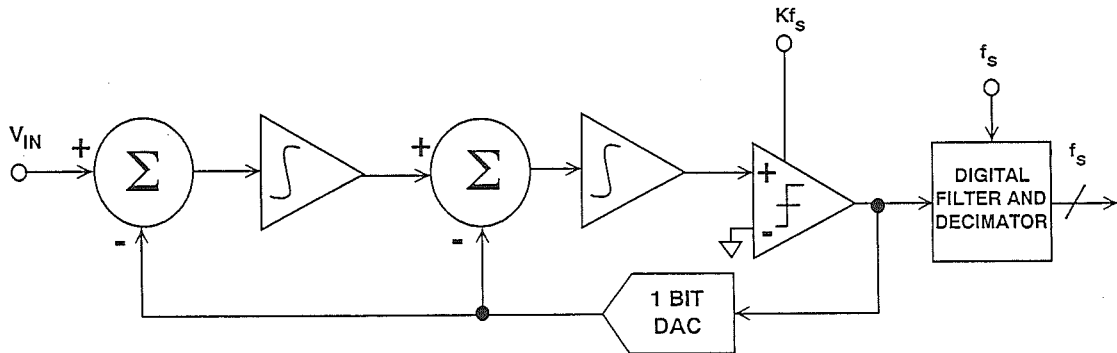 Kf_s
f_s
V_IN
+
Σ
-
∫
+
Σ
-
∫
+
-
DIGITAL
FILTER AND
DECIMATOR
f_s
1 BIT
DAC